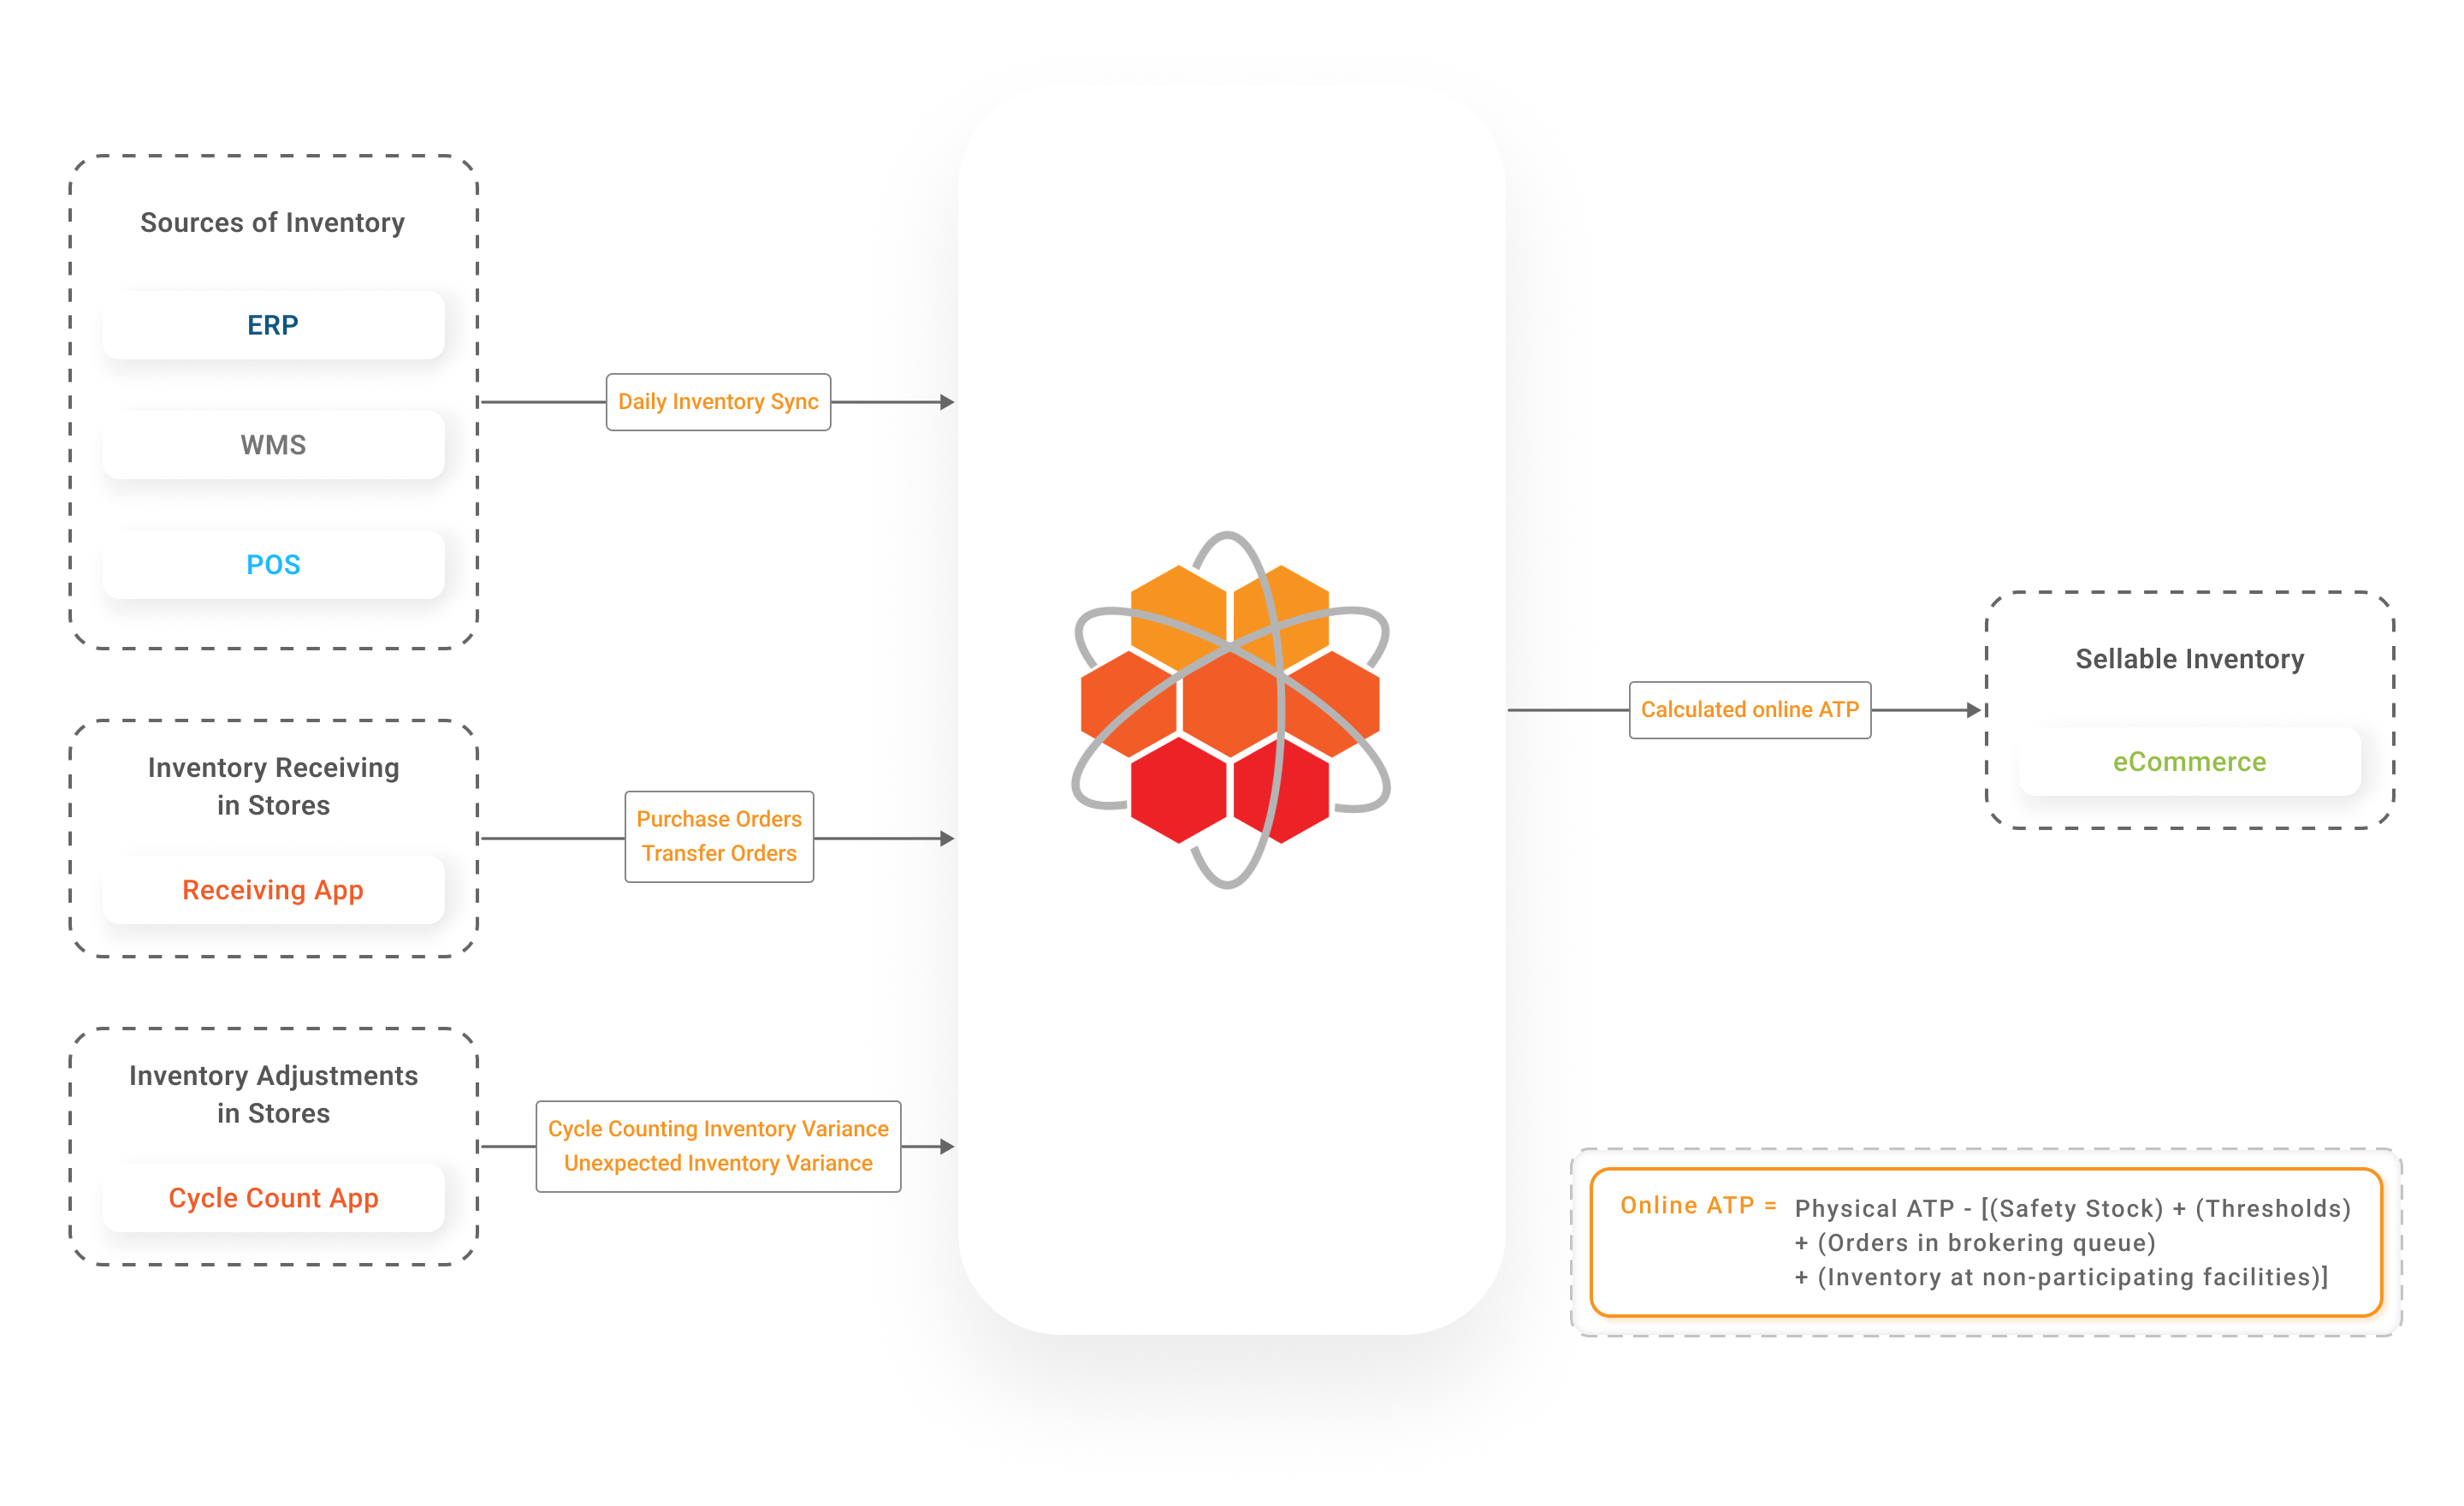 Sources of Inventory
ERP
WMS
POS
Daily Inventory Sync
Inventory Receiving
in Stores
Receiving App
Purchase Orders
Transfer Orders
Inventory Adjustments
in Stores
Cycle Count App
Cycle Counting Inventory Variance
Unexpected Inventory Variance
Calculated online ATP
Sellable Inventory
eCommerce
Online ATP = Physical ATP - [(Safety Stock) + (Thresholds)
+ (Orders in brokering queue)
+ (Inventory at non-participating facilities)]